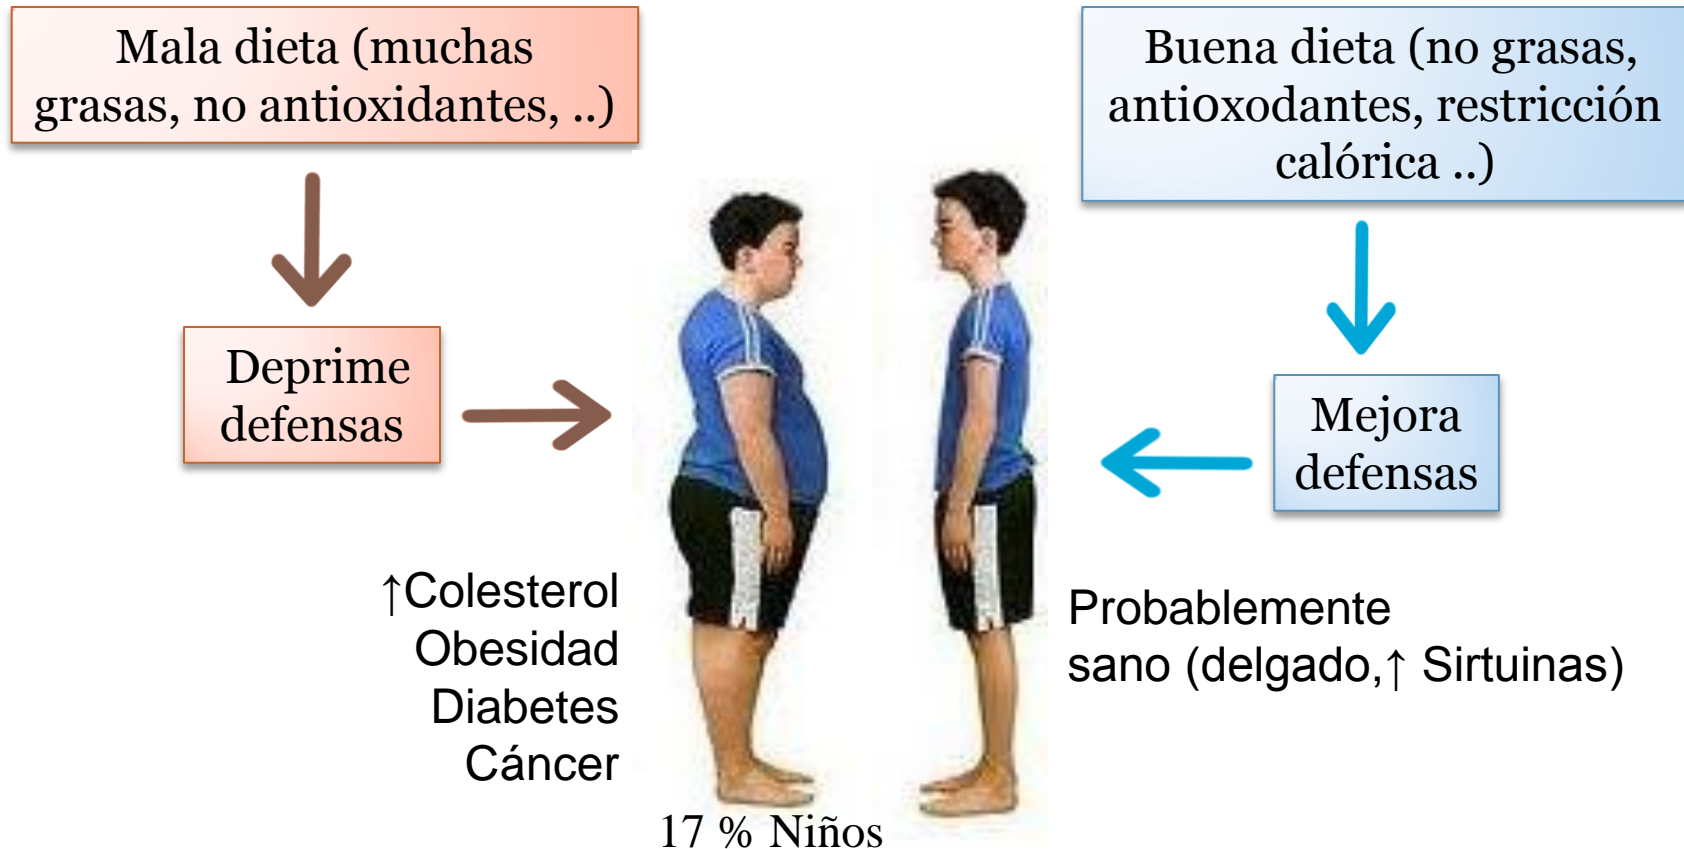 Mala dieta (muchas
grasas, no antioxidantes, ..)
Deprime
defensas
↑Colesterol
Obesidad
Diabetes
Cáncer
17 % Niños
Buena dieta (no grasas,
antioxodantes, restricción
calórica ..)
Mejora
defensas
Probablemente
sano (delgado,↑ Sirtuinas)